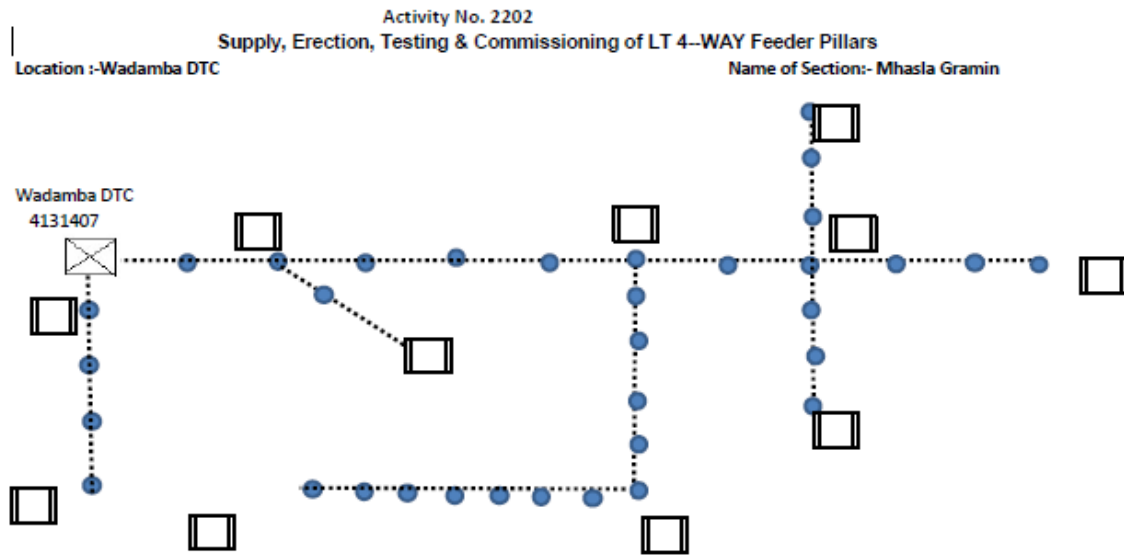 Activity No. 2202
Supply, Erection, Testing & Commissioning of LT 4--WAY Feeder Pillars
Location :-Wadamba DTC Name of Section:- Mhasla Gramin
Wadamba DTC
4131407